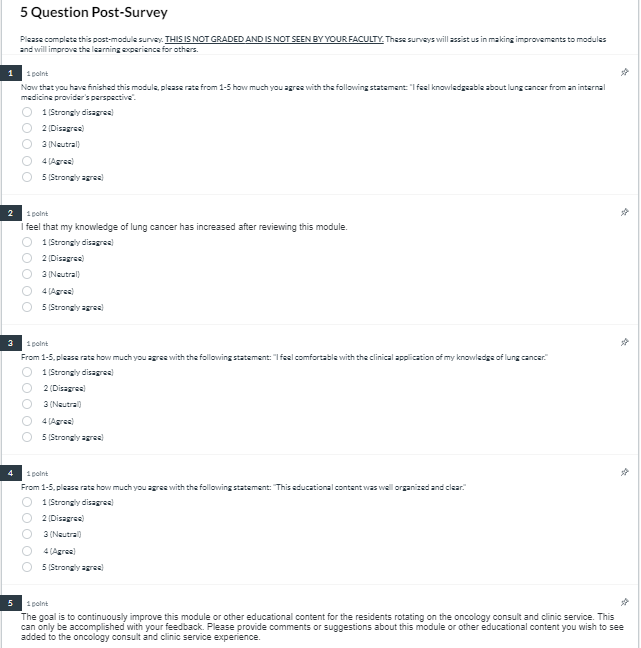 5 Question Post-Survey
Please complete this post-module survey. THIS IS NOT GRADED AND IS NOT SEEN BY YOUR FACULTY. These surveys will assist us in making improvements to modules
and will improve the learning experience for others.
1 1 point
Now that you have finished this module, please rate from 1-5 how much you agree with the following statement: "I feel knowledgeable about lung cancer from an internal
medicine provider's perspective".
1 (Strongly disagree)
2 (Disagree)
3 (Neutral)
4 (Agree)
5 (Strongly agree)
2 1 point
I feel that my knowledge of lung cancer has increased after reviewing this module.
1 (Strongly disagree)
2 (Disagree)
3 (Neutral)
4 (Agree)
5 (Strongly agree)
3 1 point
From 1-5, please rate how much you agree with the following statement: "I feel comfortable with the clinical application of my knowledge of lung cancer."
1 (Strongly disagree)
2 (Disagree)
3 (Neutral)
4 (Agree)
5 (Strongly agree)
4 1 point
From 1-5, please rate how much you agree with the following statement: "This educational content was well organized and clear."
1 (Strongly disagree)
2 (Disagree)
3 (Neutral)
4 (Agree)
5 (Strongly agree)
5 1 point
The goal is to continuously improve this module or other educational content for the residents rotating on the oncology consult and clinic service. This
can only be accomplished with your feedback. Please provide comments or suggestions about this module or other educational content you wish to see
added to the oncology consult and clinic service experience.